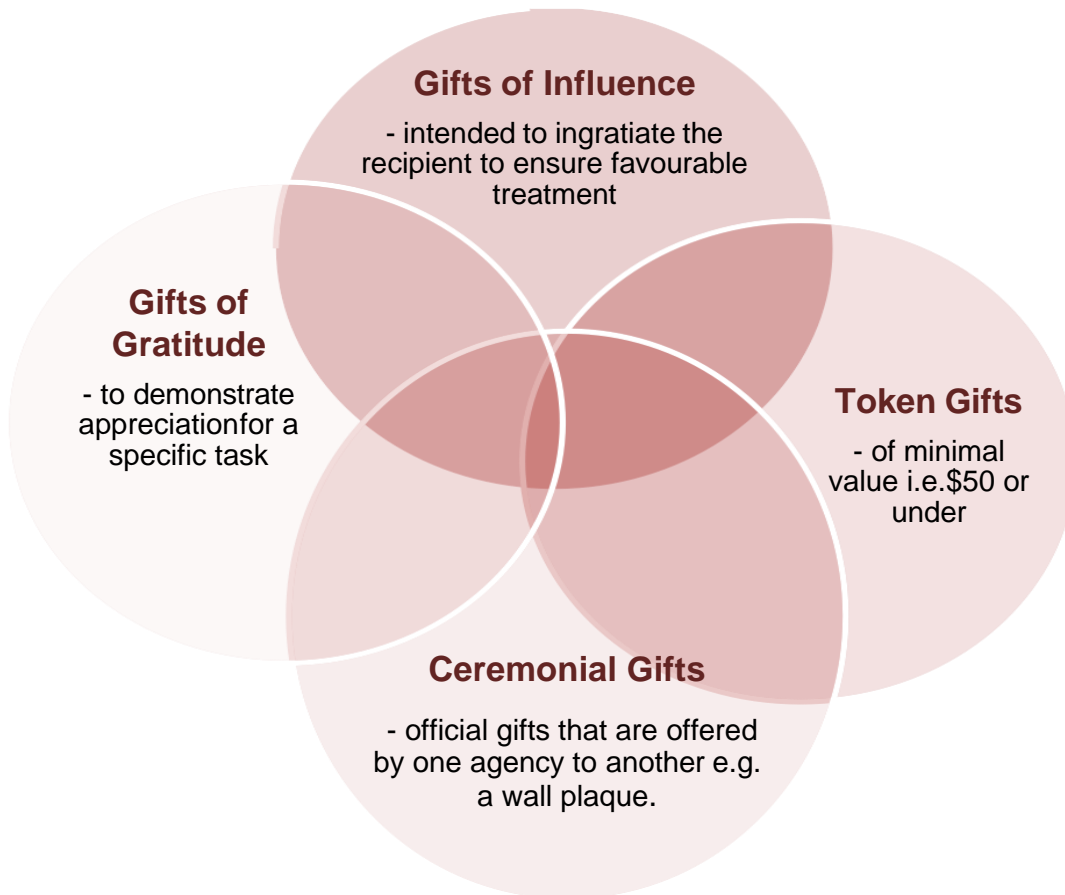 Gifts of Influence
- intended to ingratiate the
recipient to ensure favourable
treatment
Gifts of
Gratitude
- to demonstrate
appreciationfor a
specific task
Token Gifts
- of minimal
value i.e.$50 or
under
Ceremonial Gifts
- official gifts that are offered
by one agency to another e.g.
a wall plaque.